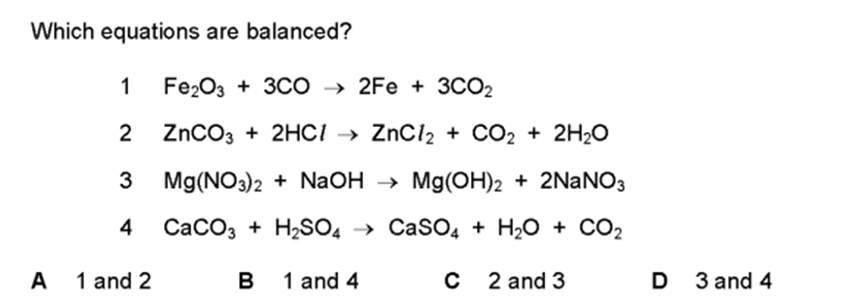 Which equations are balanced?
1 Fe₂O₃ + 3CO → 2Fe + 3CO₂
2 ZnCO₃ + 2HCl → ZnCl₂ + CO₂ + 2H₂O
3 Mg(NO₃)₂ + NaOH → Mg(OH)₂ + 2NaNO₃
4 CaCO₃ + H₂SO₄ → CaSO₄ + H₂O + CO₂
A 1 and 2 B 1 and 4 C 2 and 3 D 3 and 4